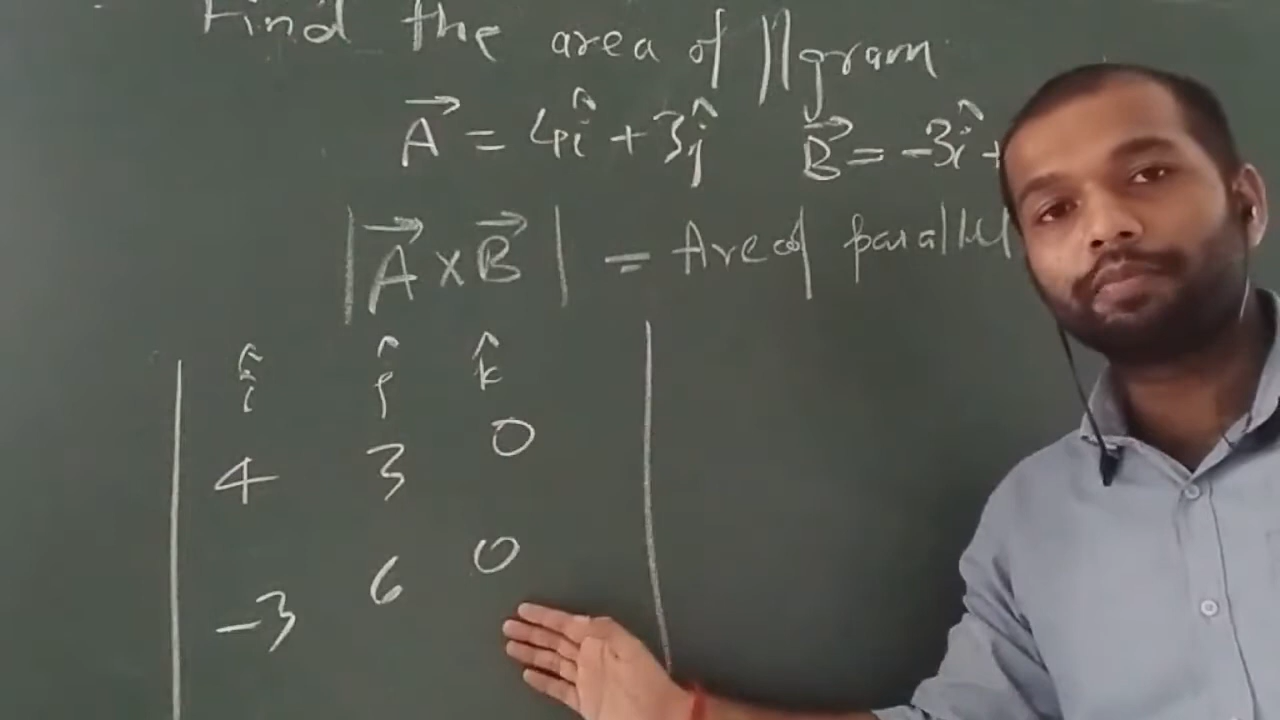 Find the area of ||gram
A⃗ = 4î + 3ĵ B⃗ = -3î +
|A⃗ × B⃗| = Area of parallel
î ĵ k̂
4 3 0
-3 6 0